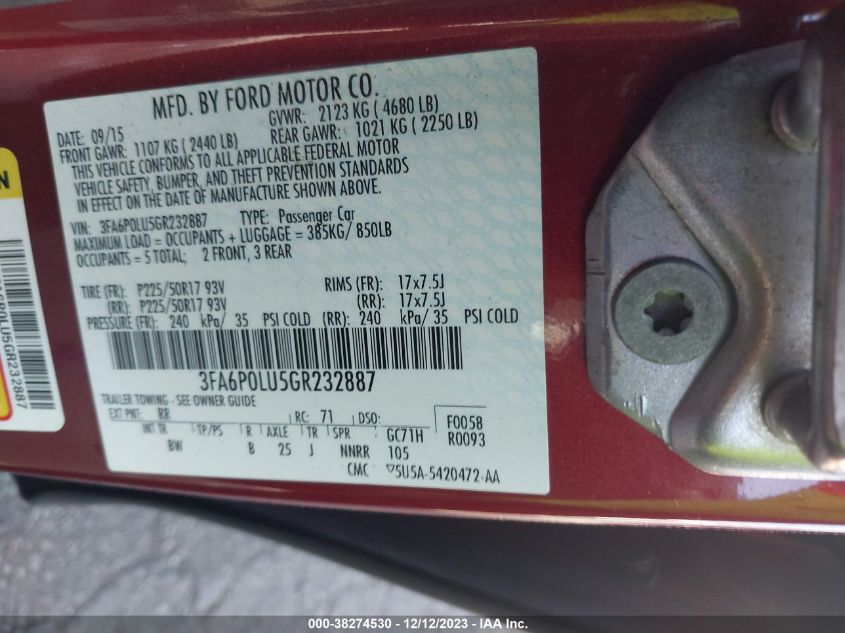 MFD. BY FORD MOTOR CO.
DATE: 09/15 GVWR: 2123 KG ( 4680 LB)
FRONT GAWR: 1107 KG ( 2440 LB) REAR GAWR: 1021 KG ( 2250 LB)
THIS VEHICLE CONFORMS TO ALL APPLICABLE FEDERAL MOTOR
VEHICLE SAFETY, BUMPER, AND THEFT PREVENTION STANDARDS
IN EFFECT ON THE DATE OF MANUFACTURE SHOWN ABOVE.
VIN: 3FA6P0LU5GR232887 TYPE: Passenger Car
MAXIMUM LOAD = OCCUPANTS + LUGGAGE = 385KG/ 850LB
OCCUPANTS = 5 TOTAL; 2 FRONT, 3 REAR
TIRE (FR): P225/50R17 93V RIMS (FR): 17x7.5J
(RR): P225/50R17 93V (RR): 17x7.5J
PRESSURE (FR): 240 kPa/ 35 PSI COLD (RR): 240 kPa/ 35 PSI COLD
3FA6P0LU5GR232887
TRAILER TOWING - SEE OWNER GUIDE
EXT PNT: RR RC: 71 DSO: F0058
INT TR TP/PS R AXLE TR SPR GC71H R0093
BW B 25 J NNRR 105
CMC 5U5A-5420472-AA
N
680LU5GR232887
000-38274530 - 12/12/2023 - IAA Inc.